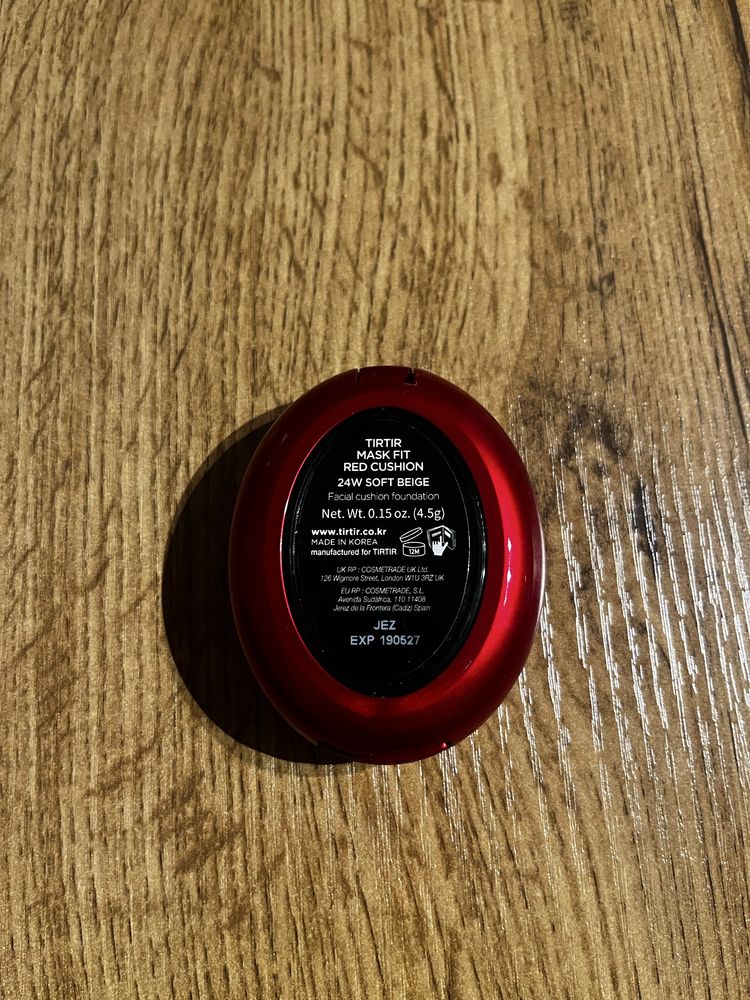 TIRTIR
MASK FIT
RED CUSHION
24W SOFT BEIGE
Facial cushion foundation
Net. Wt. 0.15 oz. (4.5g)
www.tirtir.co.kr
MADE IN KOREA
manufactured for TIRTIR
12M
UK RP : COSMETRADE UK Ltd.
126 Wigmore Street, London W1U 3RZ UK
EU RP : COSMETRADE, S.L.
Avenida Sudáfrica, 110 11408
Jerez de la Frontera (Cadiz) Spain
JEZ
EXP 190527